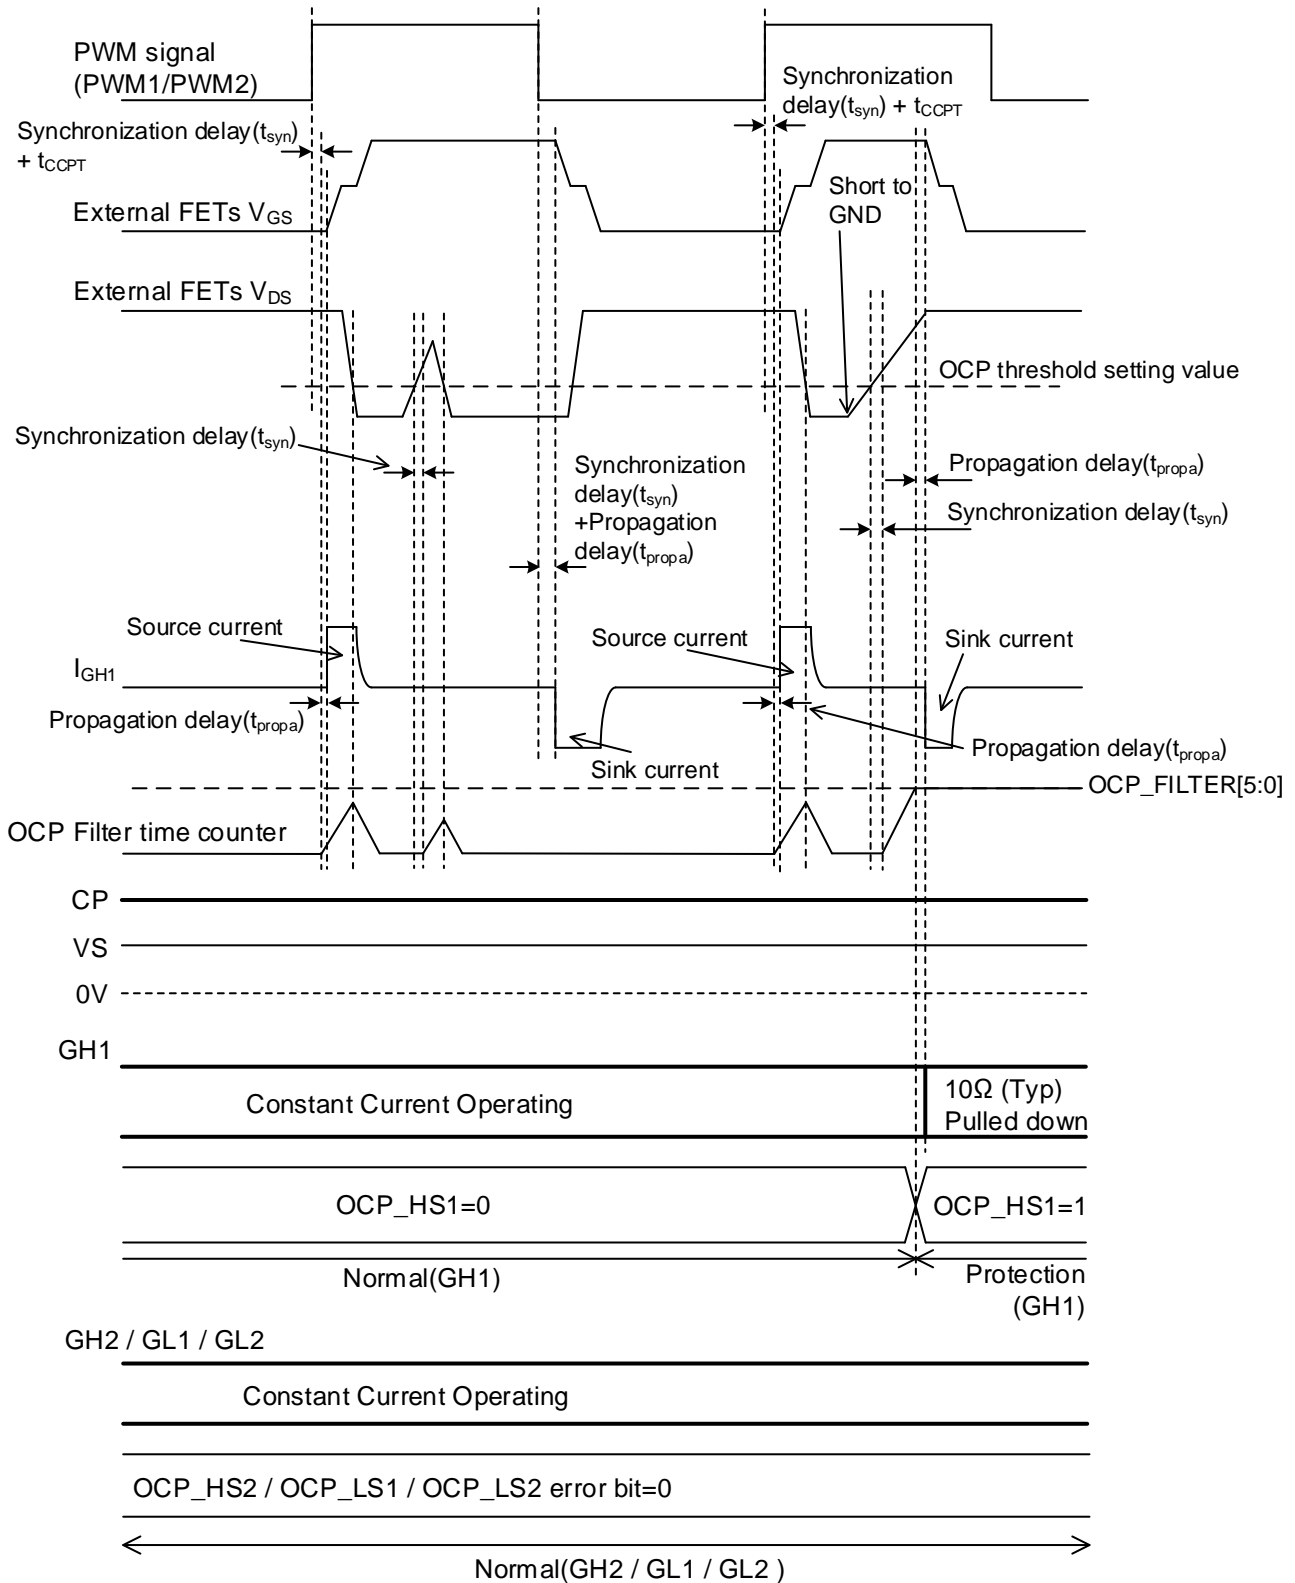 PWM signal
(PWM1/PWM2)
Synchronization
delay(tsyn) + tCCPT
Synchronization delay(tsyn)
+ tCCPT
Short to
GND
External FETs VGS
External FETs VDS
OCP threshold setting value
Synchronization delay(tsyn)
Synchronization
delay(tsyn)
+Propagation
delay(tpropa)
Propagation delay(tpropa)
Synchronization delay(tsyn)
Source current
Source current
Sink current
IGH1
Propagation delay(tpropa)
Propagation delay(tpropa)
Sink current
OCP_FILTER[5:0]
OCP Filter time counter
CP
VS
0V
GH1
Constant Current Operating
10Ω (Typ)
Pulled down
OCP_HS1=0
OCP_HS1=1
Normal(GH1)
Protection
(GH1)
GH2 / GL1 / GL2
Constant Current Operating
OCP_HS2 / OCP_LS1 / OCP_LS2 error bit=0
Normal(GH2 / GL1 / GL2 )